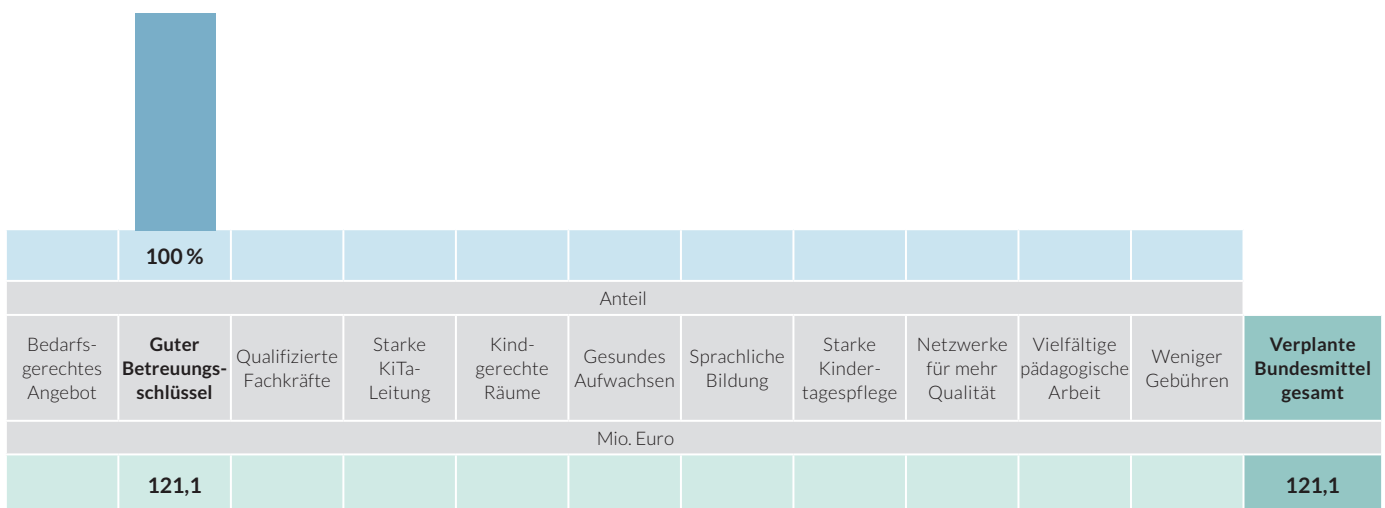 100 %
Anteil
Bedarfs-
gerechtes
Angebot
Guter
Betreuungs-
schlüssel
Qualifizierte
Fachkräfte
Starke
KiTa-
Leitung
Kind-
gerechte
Räume
Gesundes
Aufwachsen
Sprachliche
Bildung
Starke
Kinder-
tagespflege
Netzwerke
für mehr
Qualität
Vielfältige
pädagogische
Arbeit
Weniger
Gebühren
Verplante
Bundesmittel
gesamt
Mio. Euro
121,1
121,1